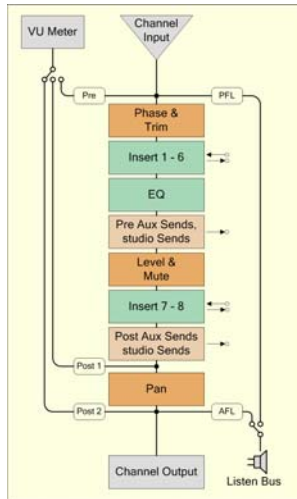 VU Meter
Channel
Input
Pre
PFL
Phase &
Trim
Insert 1 - 6
EQ
Pre Aux Sends,
studio Sends
Level &
Mute
Insert 7 - 8
Post Aux Sends
studio Sends
Post 1
Pan
Post 2
AFL
Channel Output
Listen Bus